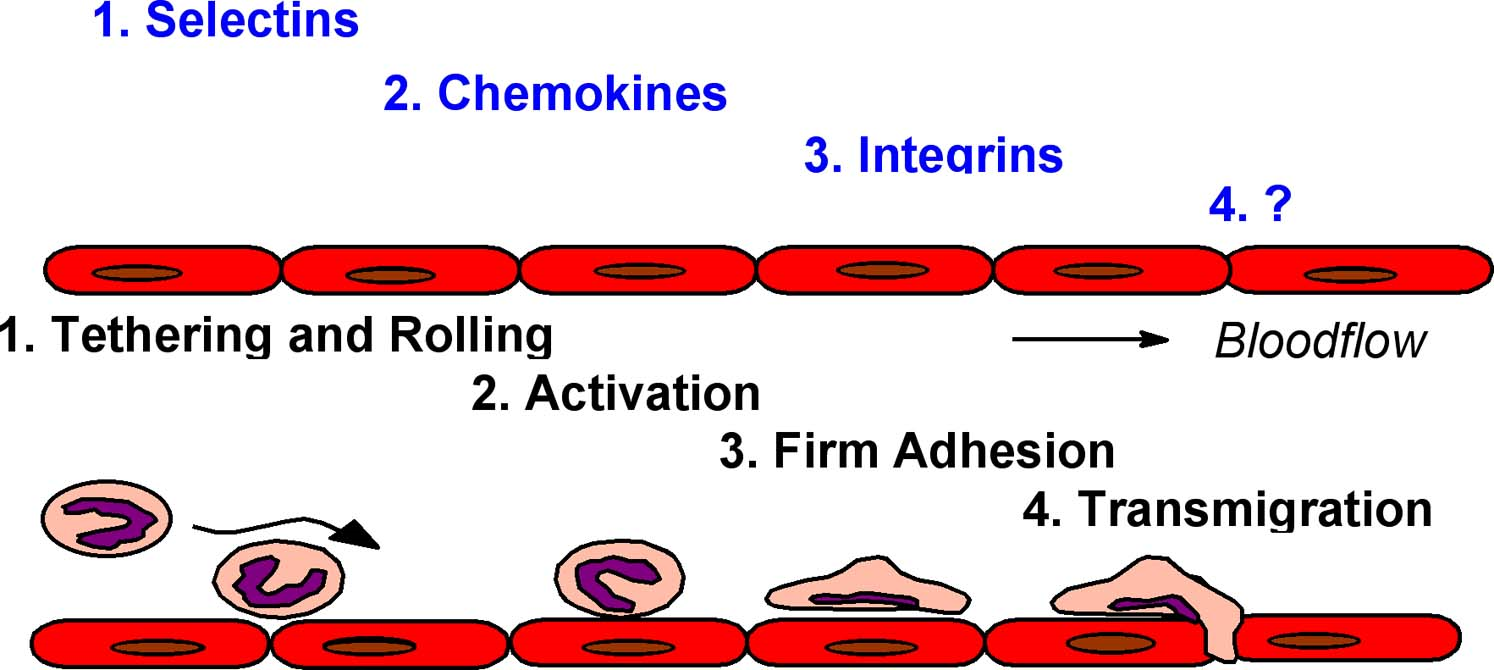 1. Selectins
2. Chemokines
3. Integrins
4. ?
1. Tethering and Rolling
Bloodflow
2. Activation
3. Firm Adhesion
4. Transmigration